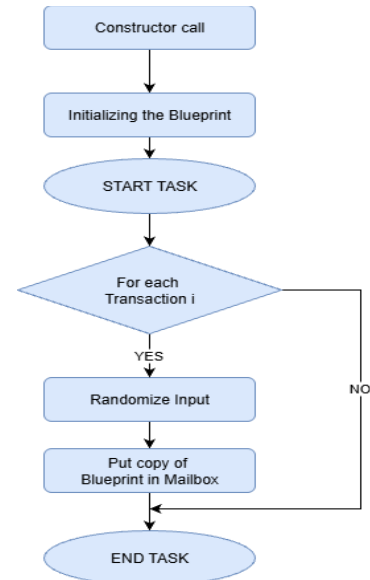 Constructor call
Initializing the Blueprint
START TASK
For each
Transaction i
YES
Randomize Input
NO
Put copy of
Blueprint in Mailbox
END TASK